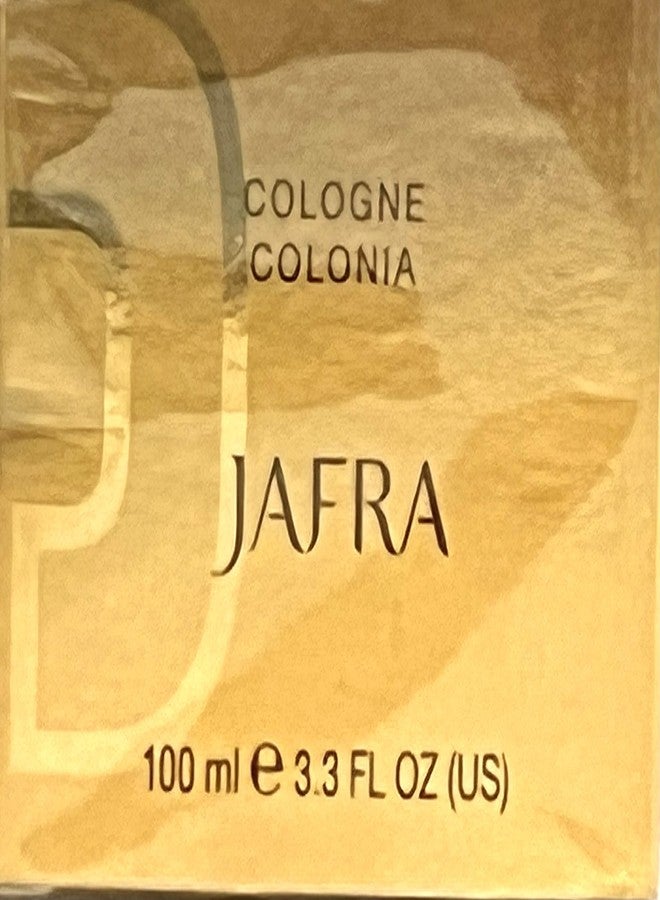 COLOGNE
COLONIA
JAFRA
100 ml ℮ 3.3 FL OZ (US)